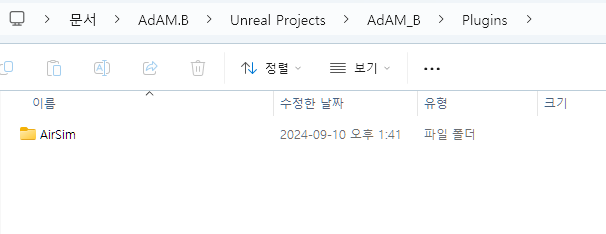 문서 > AdAM.B > Unreal Projects > AdAM_B > Plugins >
정렬 보기 ...
이름 수정한 날짜 유형 크기
AirSim 2024-09-10 오후 1:41 파일 폴더